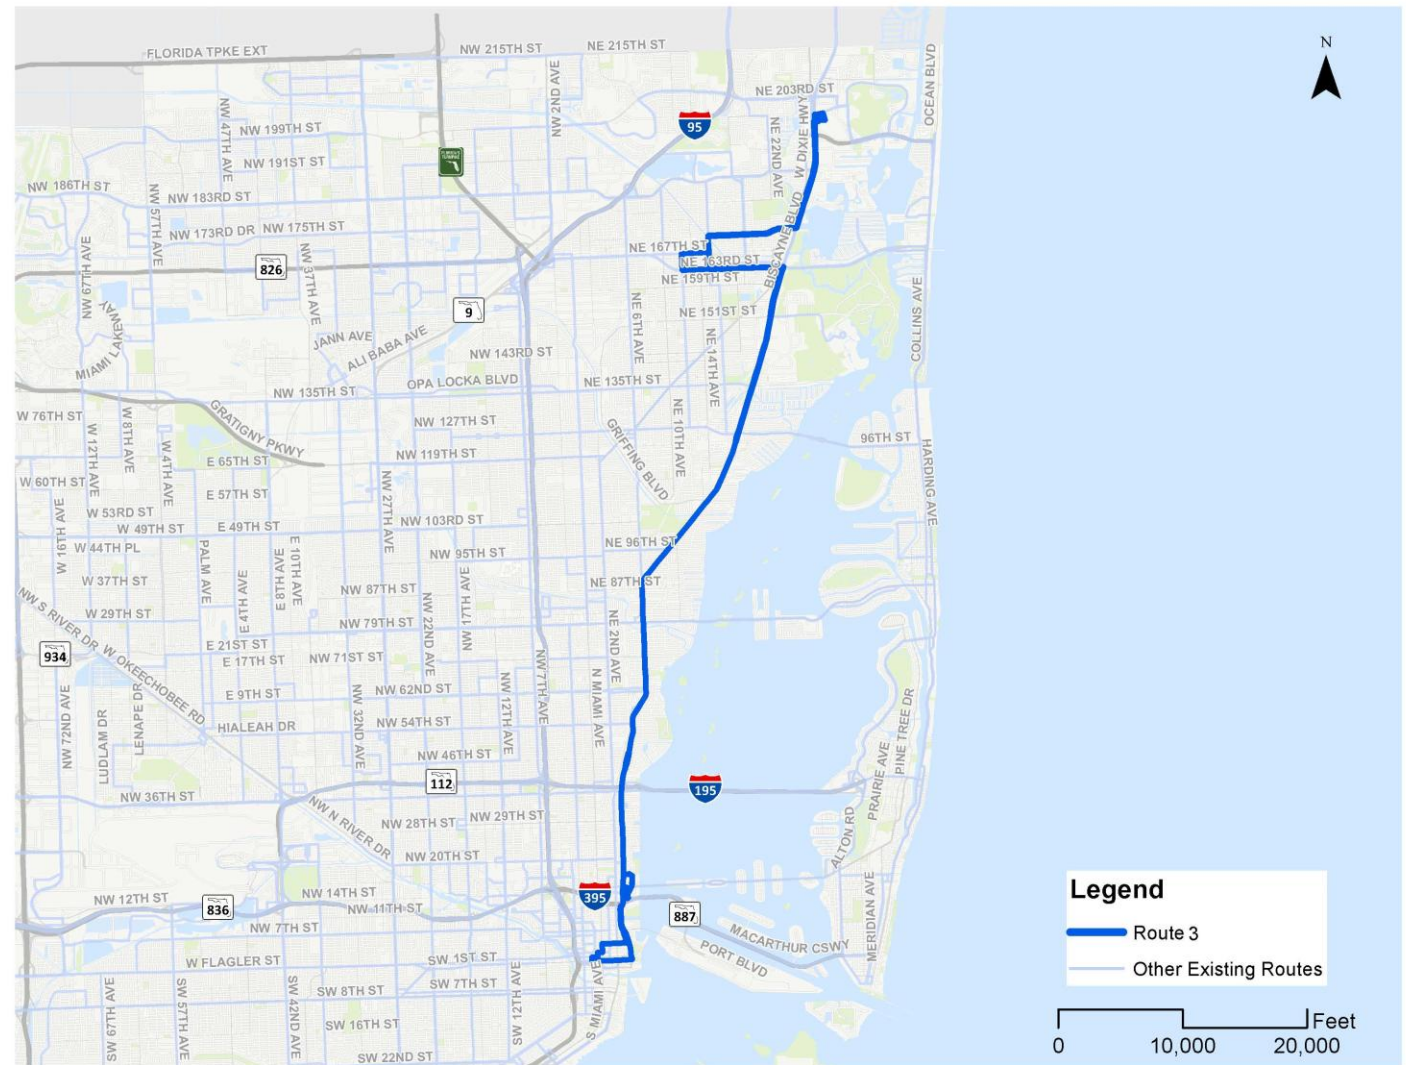 N
FLORIDA TPKE EXT
NW 215TH ST
NE 215TH ST
OCEAN BLVD
NE 203RD ST
NW 2ND AVE
NW 47TH AVE
NW 199TH ST
95
NE 22ND AVE
W DIXIE HWY
NW 191ST ST
NW 186TH ST
NW 183RD ST
NW 57TH AVE
NW 173RD DR
NW 175TH ST
BISCAYNE BLVD
NE 167TH ST
NE 163RD ST
NE 159TH ST
NW 67TH AVE
826
NW 37TH AVE
9
NE 151ST ST
NE 6TH AVE
NE 14TH AVE
COLLINS AVE
MIAMI LAKEWAY
JANN AVE
ALI BABA AVE
NW 143RD ST
OPA LOCKA BLVD
NE 135TH ST
NW 135TH ST
W 76TH ST
W 8TH AVE
GRATIGNY PKWY
NW 127TH ST
GRIFFING BLVD
NE 10TH AVE
96TH ST
W 12TH AVE
W 4TH AVE
E 65TH ST
NW 119TH ST
HARDING AVE
W 60TH ST
E 57TH ST
NW 27TH AVE
W 16TH AVE
W 53RD ST
W 49TH ST
E 49TH ST
NW 103RD ST
W 44TH PL
PALM AVE
E 10TH AVE
NE 96TH ST
NW 95TH ST
W 37TH ST
E 4TH AVE
E 8TH AVE
NW 87TH ST
NW 17TH AVE
NE 87TH ST
NW S RIVER DR
W 29TH ST
NW 79TH ST
NW 22ND AVE
NE 2ND AVE
934
W OKEECHOBEE RD
E 21ST ST
E 17TH ST
NW 71ST ST
NW 7TH AVE
N MIAMI AVE
NW 72ND AVE
LUDLAM DR
LENAPE DR
E 9TH ST
NW 62ND ST
NW 12TH AVE
HIALEAH DR
NW 32ND AVE
NW 54TH ST
PINE TREE DR
PRAIRIE AVE
NW 46TH ST
112
195
NW 36TH ST
NW N RIVER DR
NW 28TH ST
NW 29TH ST
ALTON RD
NW 20TH ST
NW 12TH ST
836
NW 14TH ST
NW 11TH ST
395
887
MERIDIAN AVE
NW 7TH ST
MACARTHUR CSWY
PORT BLVD
W FLAGLER ST
SW 1ST ST
SW 8TH ST
SW 7TH ST
SW 67TH AVE
SW 57TH AVE
SW 42ND AVE
SW 12TH AVE
S MIAMI AVE
SW 16TH ST
SW 22ND ST
Legend
Route 3
Other Existing Routes
Feet
0
10,000
20,000